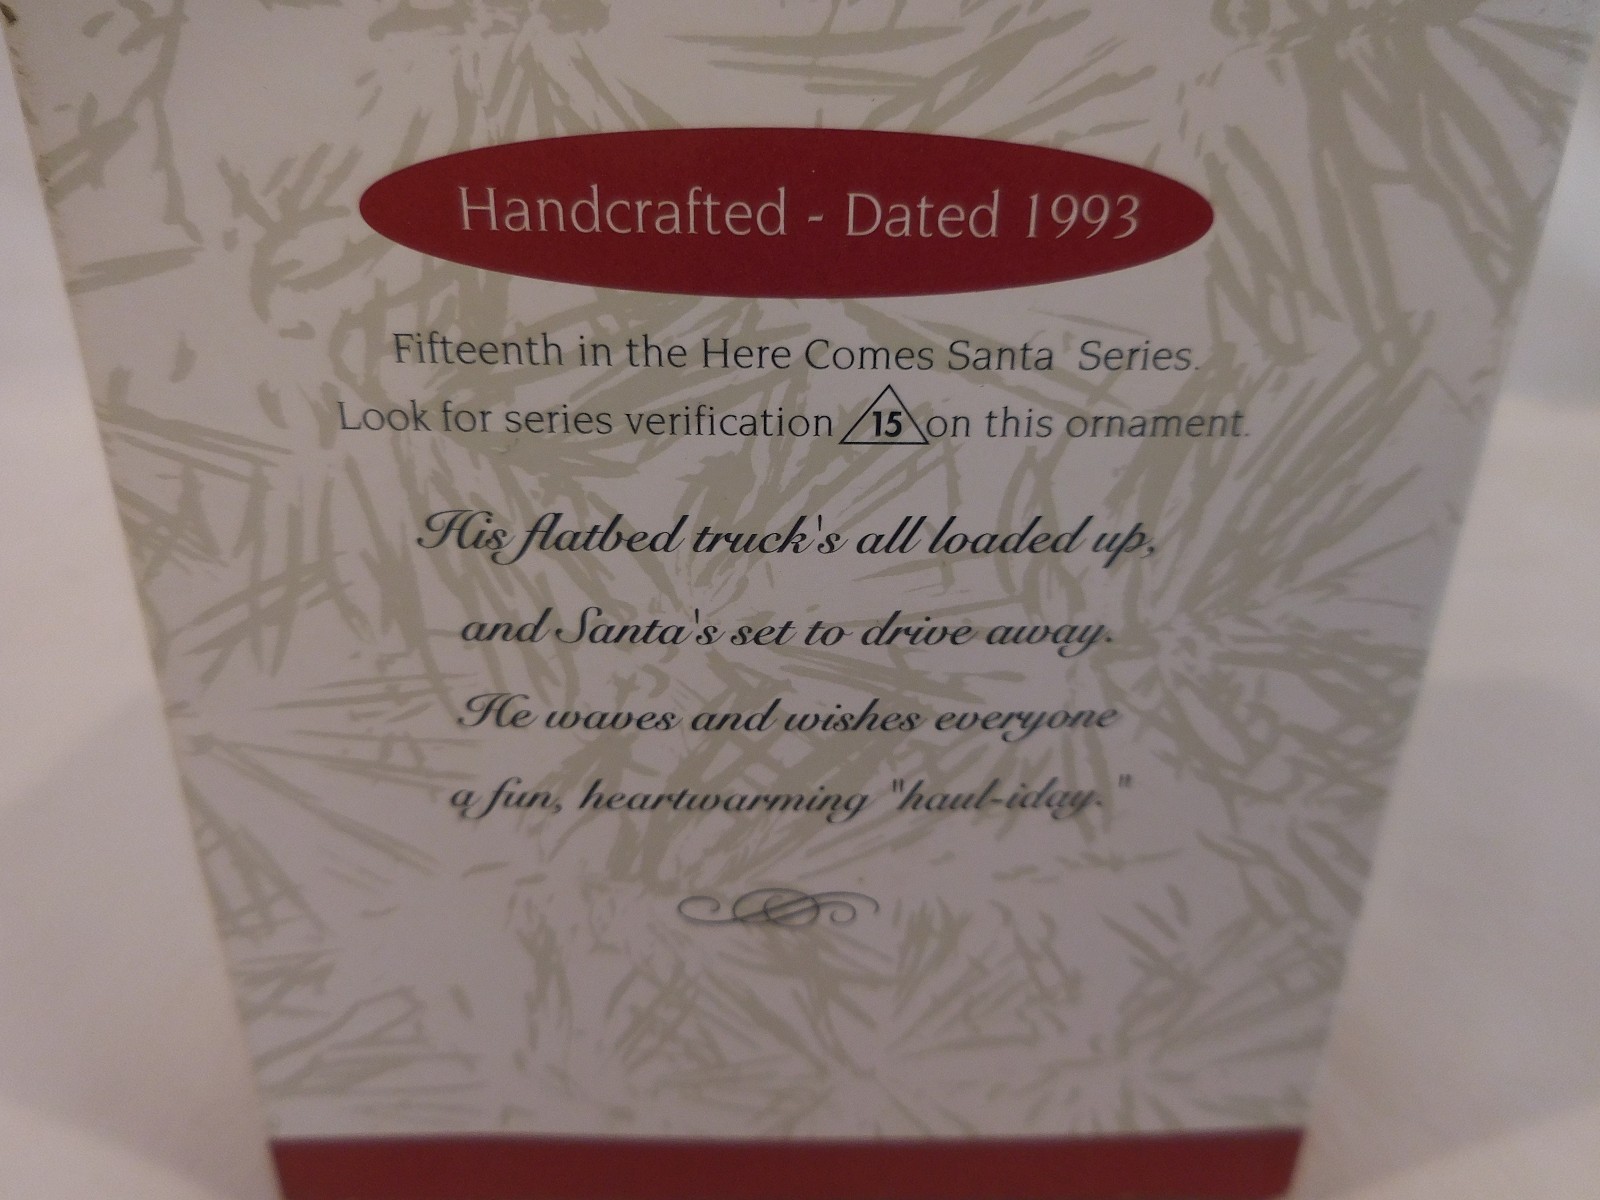 Handcrafted - Dated 1993
Fifteenth in the Here Comes Santa Series.
Look for series verification 15 on this ornament.
His flatbed truck's all loaded up,
and Santa's set to drive away.
He waves and wishes everyone
a fun, heartwarming "haul-iday."